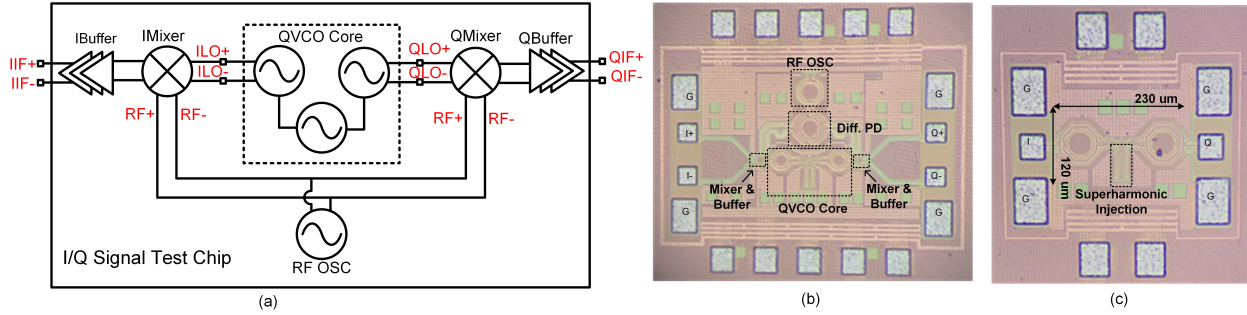 IBuffer
IMixer
ILO+
ILO-
QVCO Core
QLO+
QLO-
QMixer
QBuffer
IIF+
IIF-
QIF+
QIF-
RF+
RF-
RF+
RF-
I/Q Signal Test Chip
RF OSC
(a)
RF OSC
G
G
Diff. PD
I+
Q+
I-
Q-
Mixer &
Buffer
Mixer &
Buffer
QVCO Core
G
G
(b)
G
G
230 um
I
Q
120 um
G
G
Superharmonic
Injection
(c)